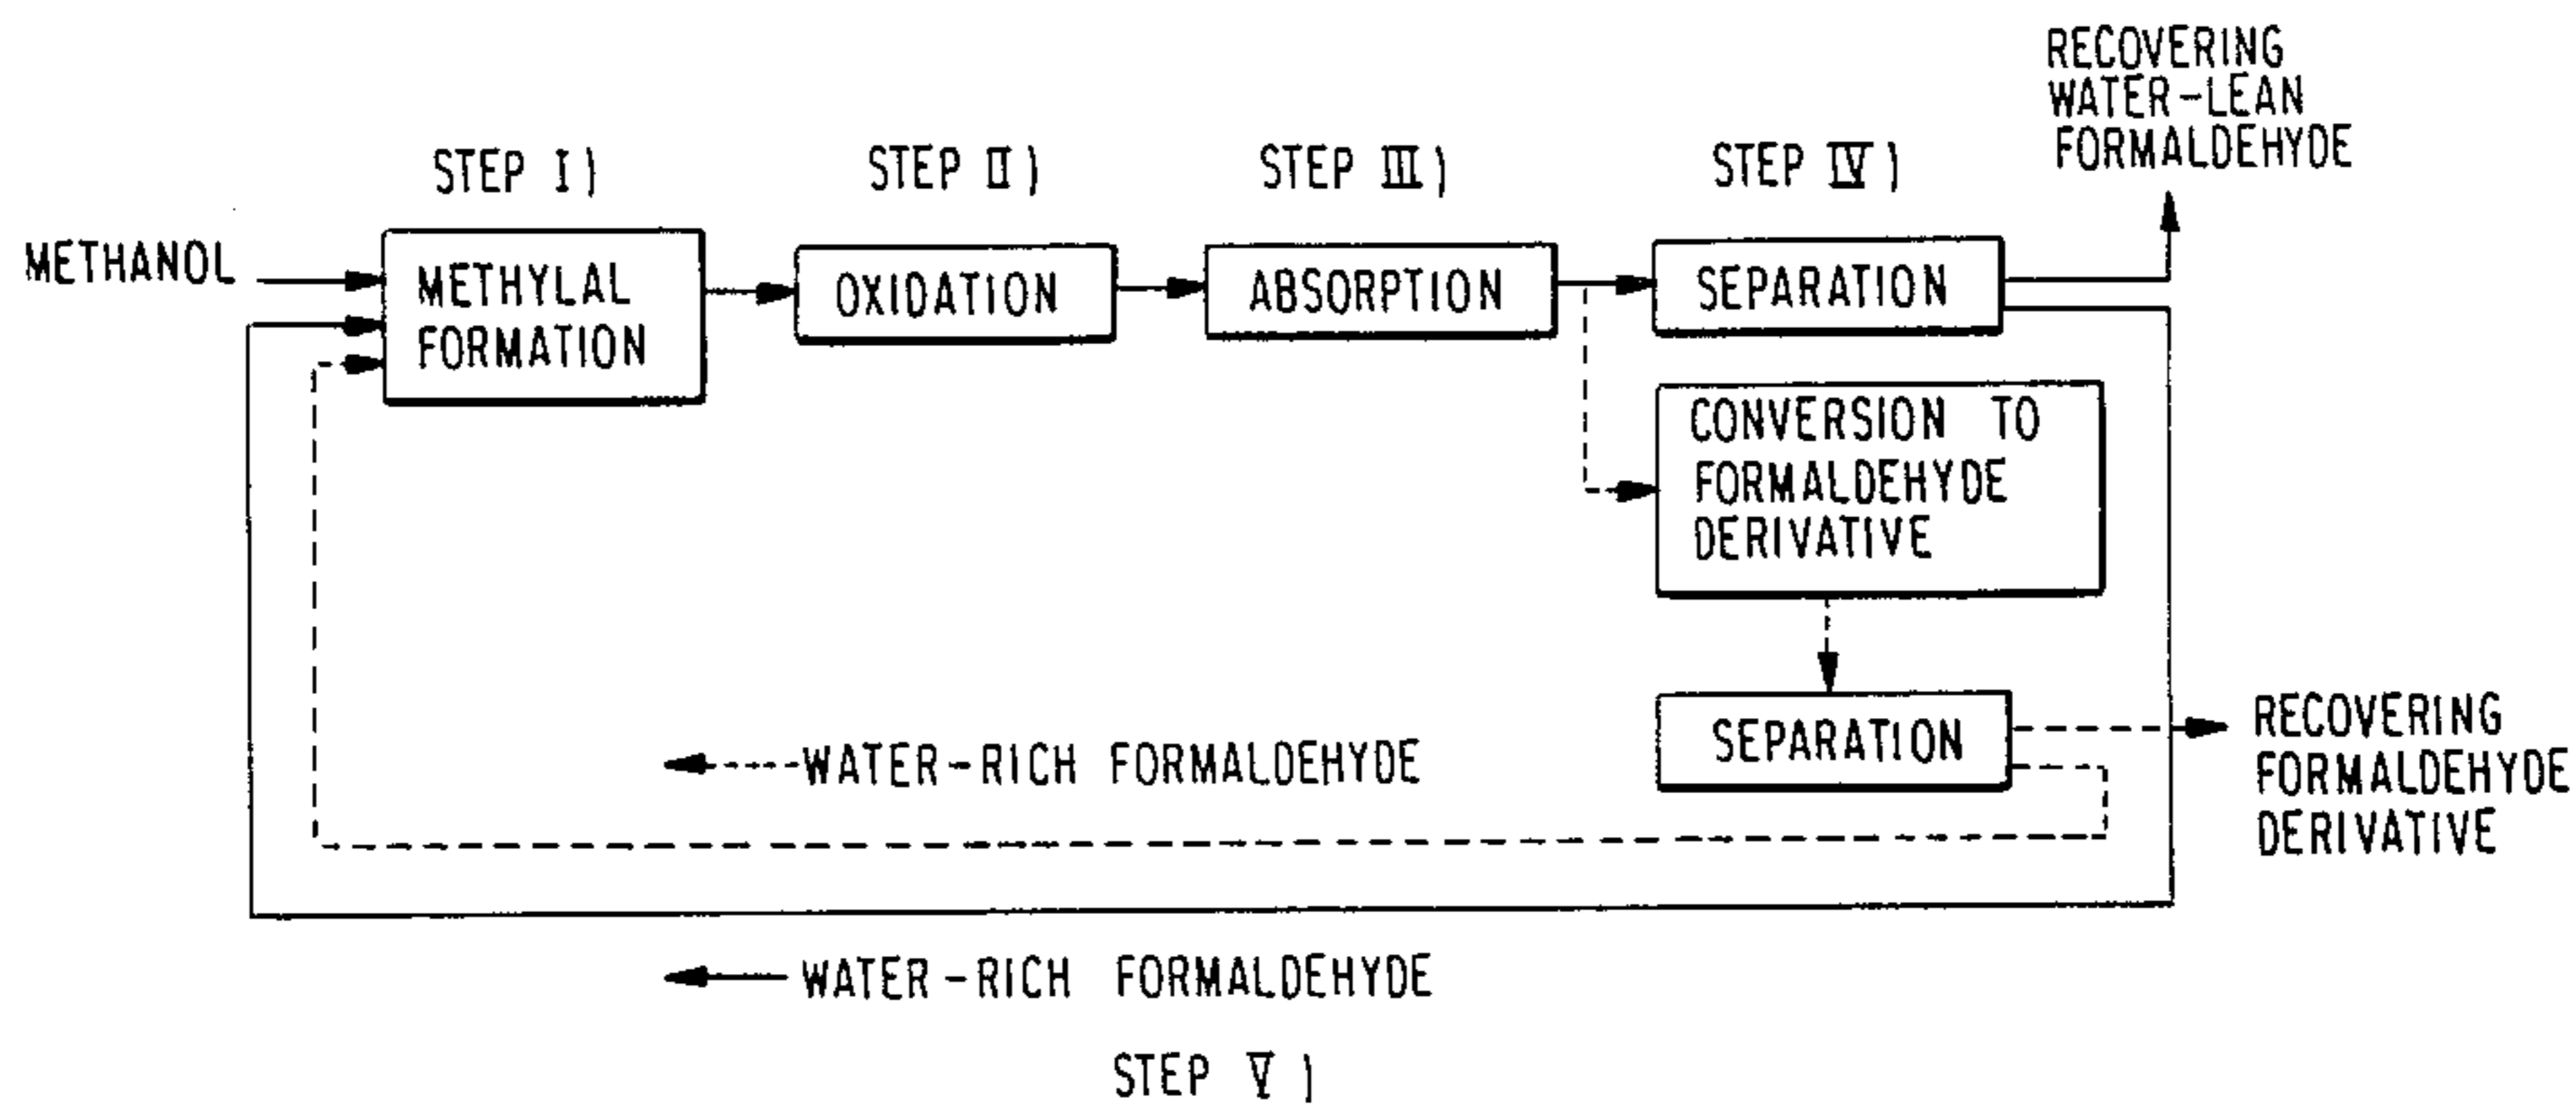 RECOVERING
WATER-LEAN
FORMALDEHYDE
STEP I)
STEP II)
STEP III)
STEP IV)
METHANOL
METHYLAL
FORMATION
OXIDATION
ABSORPTION
SEPARATION
CONVERSION TO
FORMALDEHYDE
DERIVATIVE
SEPARATION
RECOVERING
FORMALDEHYDE
DERIVATIVE
WATER-RICH FORMALDEHYDE
WATER-RICH FORMALDEHYDE
STEP V)